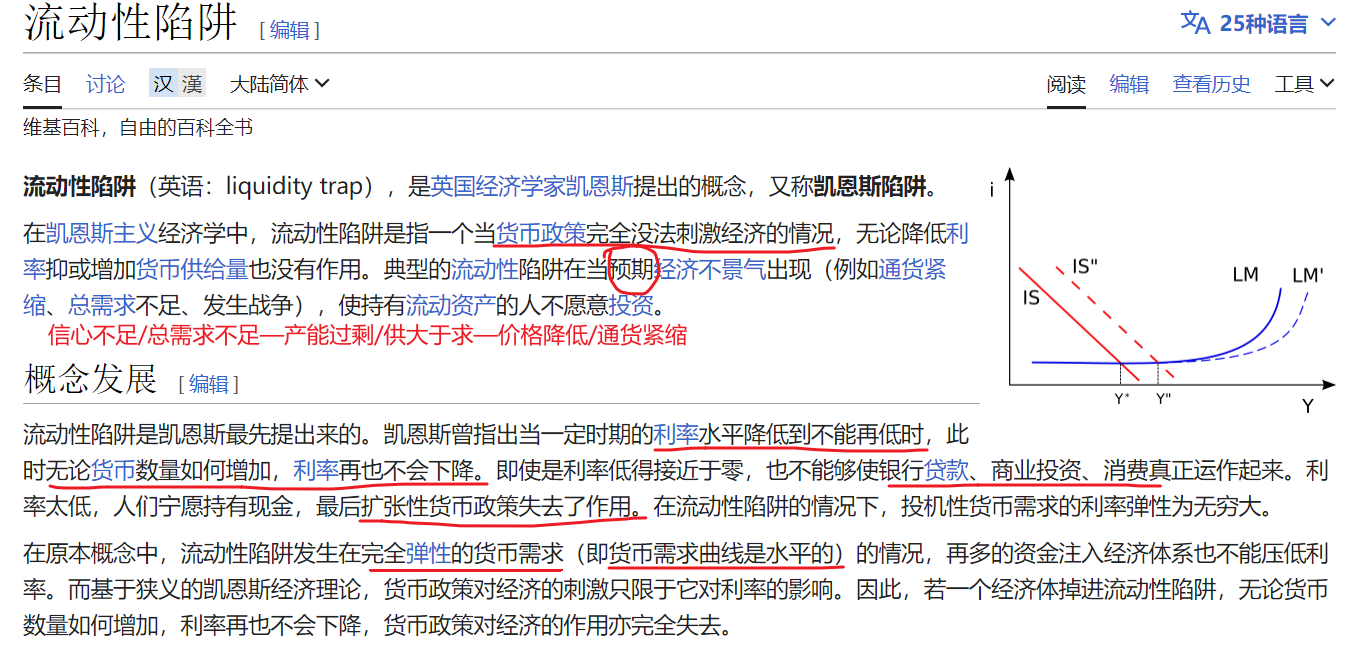 流动性陷阱 [编辑]
文A 25种语言
条目 讨论 汉 漢 大陆简体 阅读 编辑 查看历史 工具
维基百科，自由的百科全书
流动性陷阱（英语：liquidity trap），是英国经济学家凯恩斯提出的概念，又称凯恩斯陷阱。
在凯恩斯主义经济学中，流动性陷阱是指一个当货币政策完全没法刺激经济的情况，无论降低利
率抑或增加货币供给量也没有作用。典型的流动性陷阱在当预期经济不景气出现（例如通货紧
缩、总需求不足、发生战争），使持有流动资产的人不愿意投资。
信心不足/总需求不足—产能过剩/供大于求—价格降低/通货紧缩
i
IS"
IS
LM
LM'
Y*
Y"
Y
概念发展 [编辑]
流动性陷阱是凯恩斯最先提出来的。凯恩斯曾指出当一定时期的利率水平降低到不能再低时，此
时无论货币数量如何增加，利率再也不会下降。即使是利率低得接近于零，也不能够使银行贷款、商业投资、消费真正运作起来。利
率太低，人们宁愿持有现金，最后扩张性货币政策失去了作用。在流动性陷阱的情况下，投机性货币需求的利率弹性为无穷大。
在原本概念中，流动性陷阱发生在完全弹性的货币需求（即货币需求曲线是水平的）的情况，再多的资金注入经济体系也不能压低利
率。而基于狭义的凯恩斯经济理论，货币政策对经济的刺激只限于它对利率的影响。因此，若一个经济体掉进流动性陷阱，无论货币
数量如何增加，利率再也不会下降，货币政策对经济的作用亦完全失去。